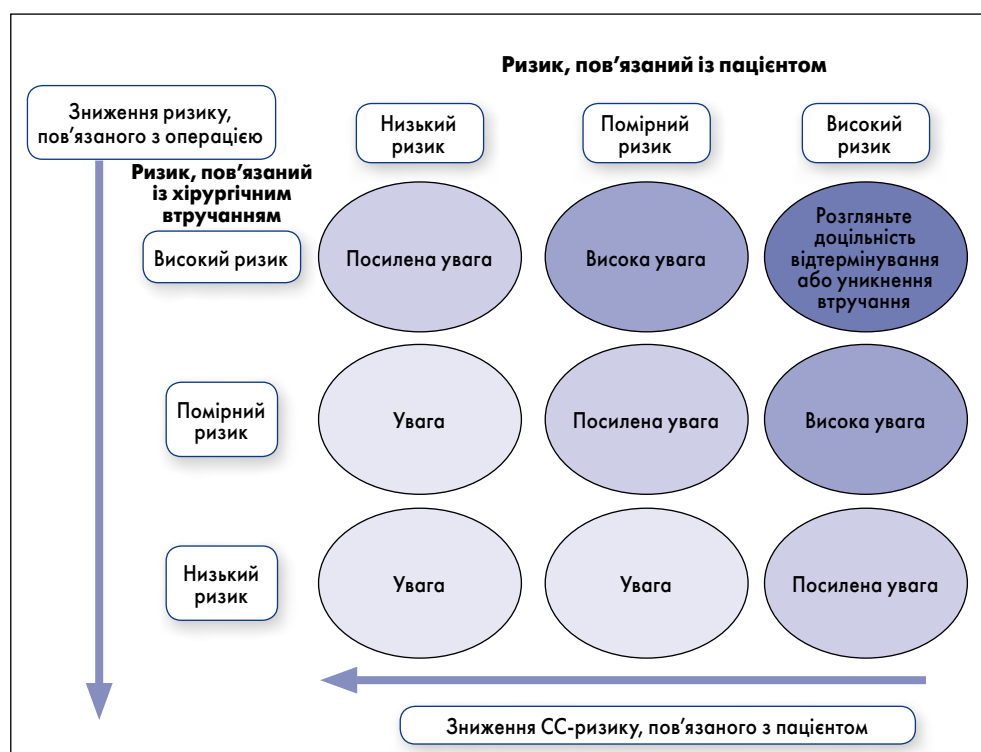 Ризик, пов’язаний із пацієнтом
Зниження ризику,
пов’язаного з операцією
Низький
ризик
Помірний
ризик
Високий
ризик
Ризик, пов’язаний
із хірургічним
втручанням
Високий ризик
Посилена увага
Висока увага
Розгляньте
доцільність
відтермінування
або уникнення
втручання
Помірний
ризик
Увага
Посилена увага
Висока увага
Низький
ризик
Увага
Увага
Посилена увага
Зниження СС-ризику, пов’язаного з пацієнтом